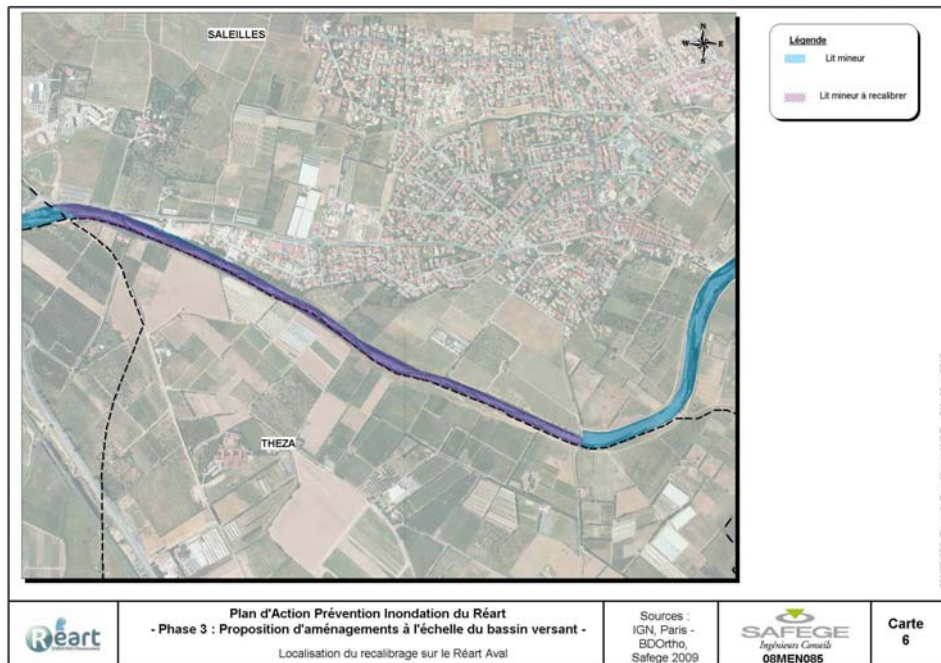 SALEILLES
N
W
E
S
Légende
Lit mineur
Lit mineur à recalibrer
THEZA
Réart
Plan d'Action Prévention Inondation du Réart
- Phase 3 : Proposition d'aménagements à l'échelle du bassin versant -
Localisation du recalibrage sur le Réart Aval
Sources :
IGN, Paris -
BDOrtho,
Safege 2009
SAFEGE
Ingénieurs Conseils
08MEN085
Carte
6